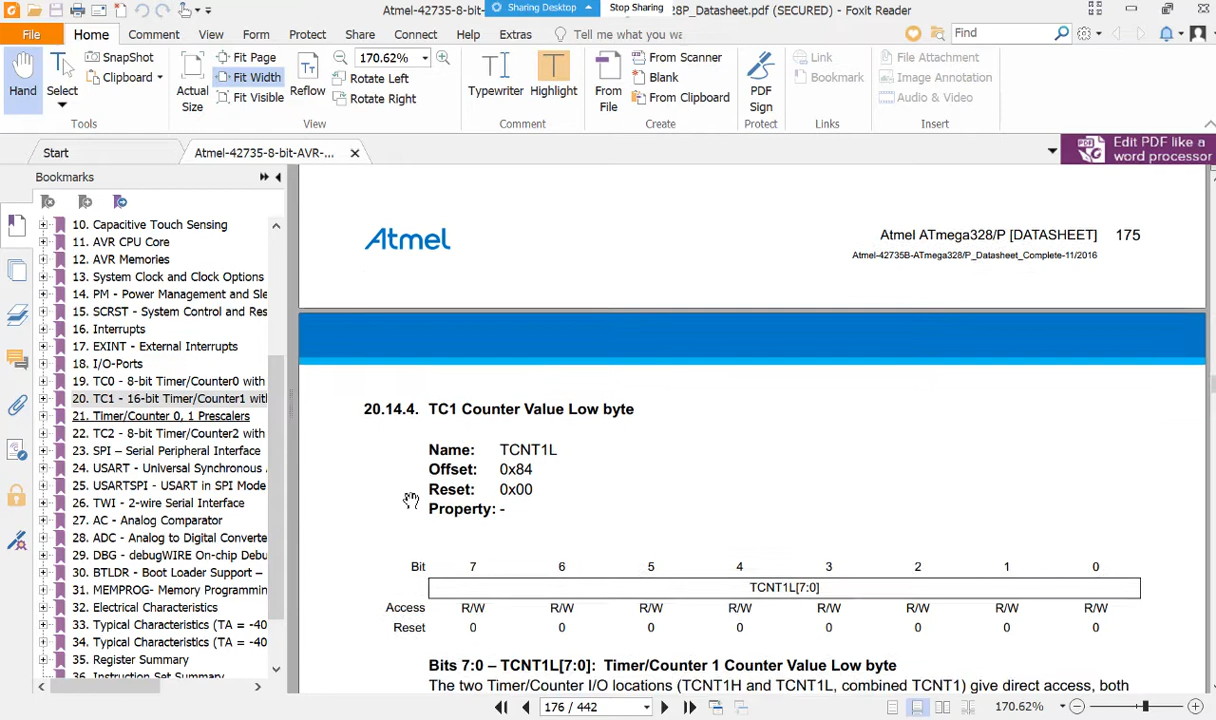 Atmel-42735-8-bit-
Sharing Desktop
Stop Sharing
28P_Datasheet.pdf (SECURED) - Foxit Reader
File
Home
Comment
View
Form
Protect
Share
Connect
Help
Extras
Tell me what you wa
Find
Hand
Select
SnapShot
Clipboard
Tools
Actual
Size
Fit Page
Fit Width
Fit Visible
Reflow
170.62%
Rotate Left
Rotate Right
View
Typewriter
Highlight
Comment
From
File
From Scanner
Blank
From Clipboard
Create
PDF
Sign
Protect
Link
Bookmark
Links
File Attachment
Image Annotation
Audio & Video
Insert
Start
Atmel-42735-8-bit-AVR-...
Edit PDF like a
word processor
Bookmarks
10. Capacitive Touch Sensing
11. AVR CPU Core
12. AVR Memories
13. System Clock and Clock Options
14. PM - Power Management and Sle
15. SCRST - System Control and Res
16. Interrupts
17. EXINT - External Interrupts
18. I/O-Ports
19. TC0 - 8-bit Timer/Counter0 with
20. TC1 - 16-bit Timer/Counter1 with
21. Timer/Counter 0, 1 Prescalers
22. TC2 - 8-bit Timer/Counter2 with
23. SPI – Serial Peripheral Interface
24. USART - Universal Synchronous
25. USARTSPI - USART in SPI Mode
26. TWI - 2-wire Serial Interface
27. AC - Analog Comparator
28. ADC - Analog to Digital Converte
29. DBG - debugWIRE On-chip Debu
30. BTLDR - Boot Loader Support –
31. MEMPROG- Memory Programmin
32. Electrical Characteristics
33. Typical Characteristics (TA = -40
34. Typical Characteristics (TA = -40
35. Register Summary
36. Instruction Set Summary
Atmel
Atmel ATmega328/P [DATASHEET] 175
Atmel-42735B-ATmega328/P_Datasheet_Complete-11/2016
20.14.4. TC1 Counter Value Low byte
Name: TCNT1L
Offset: 0x84
Reset: 0x00
Property: -
Bit 7 6 5 4 3 2 1 0
TCNT1L[7:0]
Access R/W R/W R/W R/W R/W R/W R/W R/W
Reset 0 0 0 0 0 0 0 0
Bits 7:0 – TCNT1L[7:0]: Timer/Counter 1 Counter Value Low byte
The two Timer/Counter I/O locations (TCNT1H and TCNT1L, combined TCNT1) give direct access, both
176 / 442
170.62%